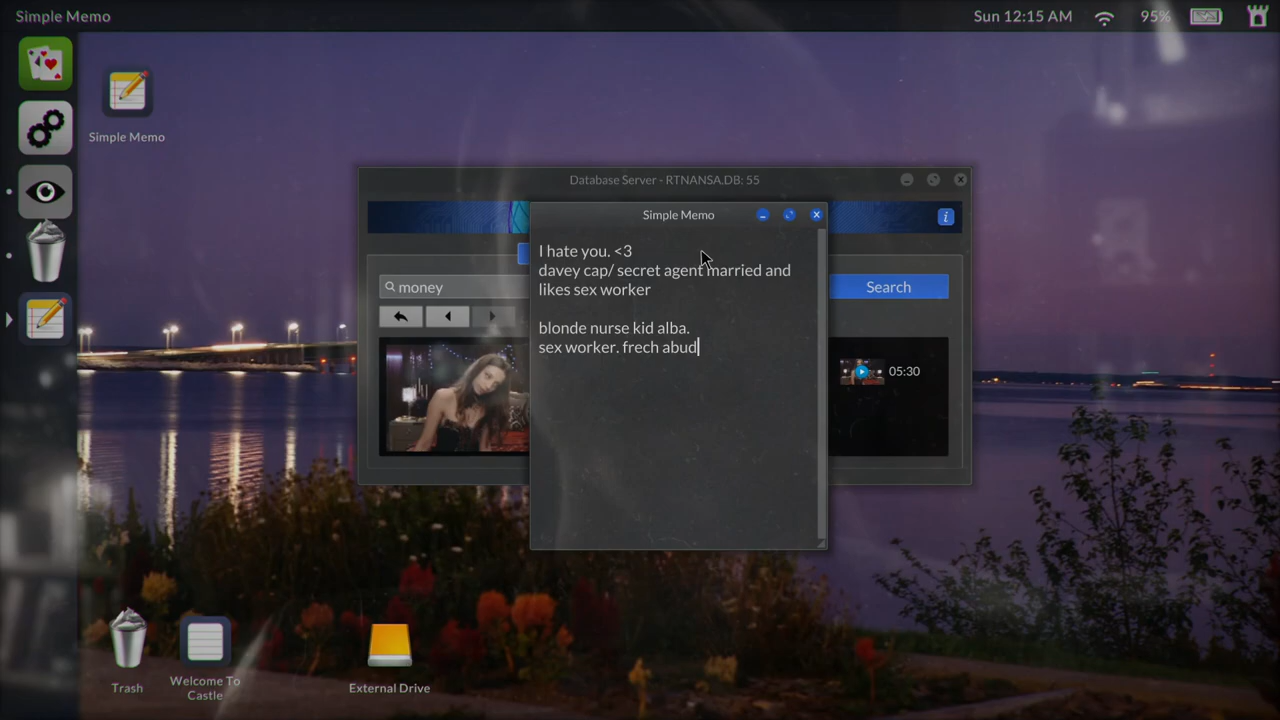 Simple Memo
Sun 12:15 AM
95%
Simple Memo
Database Server - RTNANSA.DB: 55
Simple Memo
I hate you. <3
davey cap/ secret agent married and
likes sex worker
blonde nurse kid alba.
sex worker. frech abud
money
Search
05:30
Trash
Welcome To
Castle
External Drive